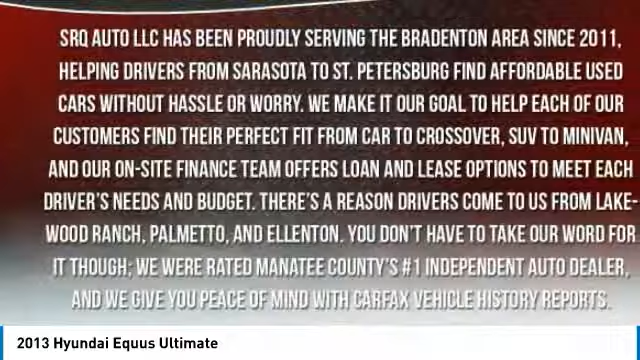 SRQ AUTO LLC HAS BEEN PROUDLY SERVING THE BRADENTON AREA SINCE 2011,
HELPING DRIVERS FROM SARASOTA TO ST. PETERSBURG FIND AFFORDABLE USED
CARS WITHOUT HASSLE OR WORRY. WE MAKE IT OUR GOAL TO HELP EACH OF OUR
CUSTOMERS FIND THEIR PERFECT FIT FROM CAR TO CROSSOVER, SUV TO MINIVAN,
AND OUR ON-SITE FINANCE TEAM OFFERS LOAN AND LEASE OPTIONS TO MEET EACH
DRIVER'S NEEDS AND BUDGET. THERE'S A REASON DRIVERS COME TO US FROM LAKE-
WOOD RANCH, PALMETTO, AND ELLENTON. YOU DON'T HAVE TO TAKE OUR WORD FOR
IT THOUGH; WE WERE RATED MANATEE COUNTY'S #1 INDEPENDENT AUTO DEALER,
AND WE GIVE YOU PEACE OF MIND WITH CARFAX VEHICLE HISTORY REPORTS.
2013 Hyundai Equus Ultimate